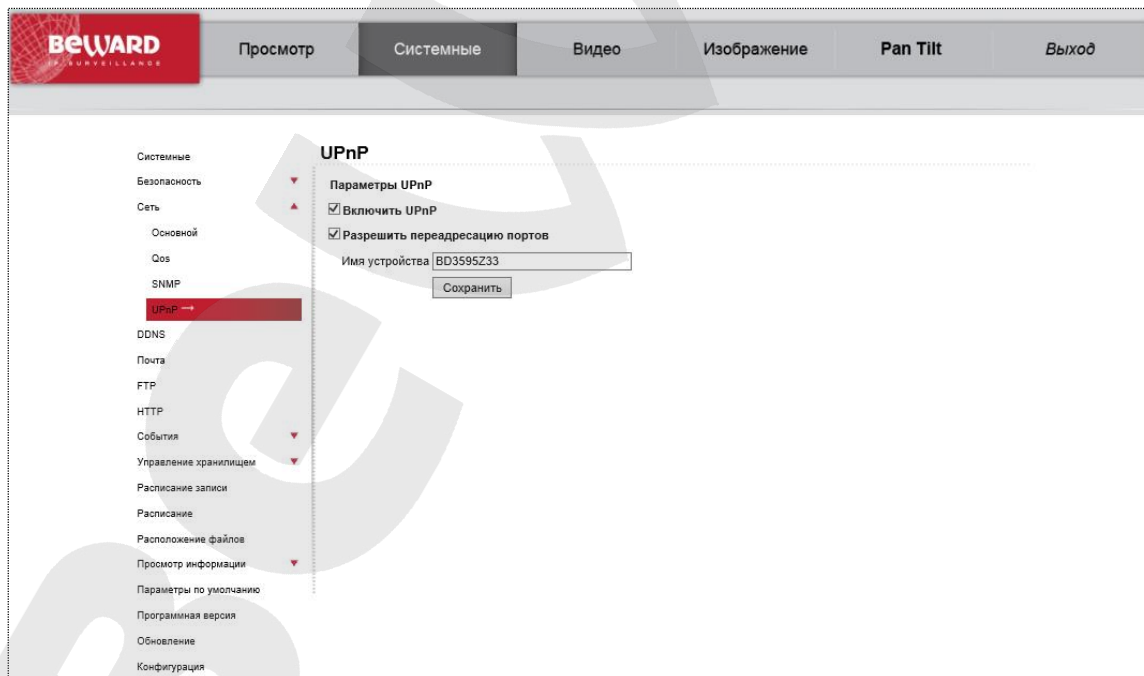 BEWARD
IP-SURVEILLANCE
Просмотр
Системные
Видео
Изображение
Pan Tilt
Выход
Системные
Безопасность
Сеть
Основной
Qos
SNMP
UPnP
DDNS
Почта
FTP
HTTP
События
Управление хранилищем
Расписание записи
Расписание
Расположение файлов
Просмотр информации
Параметры по умолчанию
Программная версия
Обновление
Конфигурация
UPnP
Параметры UPnP
Включить UPnP
Разрешить переадресацию портов
Имя устройства BD3595Z33
Сохранить